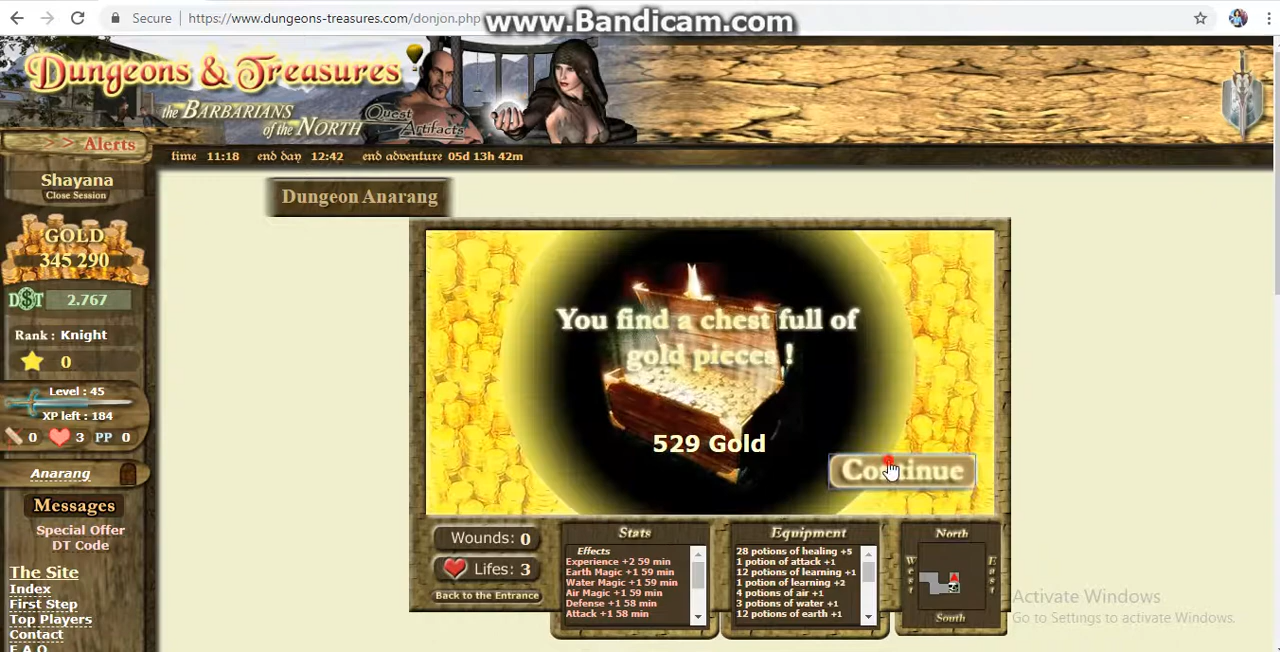 www.Bandicam.com
Secure
https://www.dungeons-treasures.com/donjon.php
Dungeons & Treasures
the BARBARIANS
of the NORTH
Quest
Artifacts
> > Alerts
time 11:18 end day 12:42 end adventure 05d 13h 42m
Shayana
Close Session
Dungeon Anarang
GOLD
345 290
D$T 2.767
Rank : Knight
0
Level : 45
XP left : 184
0 3 PP 0
Anarang
Messages
Special Offer
DT Code
The Site
Index
First Step
Top Players
Contact
F.A.Q
You find a chest full of
gold pieces !
529 Gold
Continue
Wounds: 0
Lifes: 3
Back to the Entrance
Stats
Effects
Experience +2 59 min
Earth Magic +1 59 min
Water Magic +1 59 min
Air Magic +1 59 min
Defense +1 58 min
Attack +1 58 min
Equipment
28 potions of healing +5
1 potion of attack +1
12 potions of learning +1
1 potion of learning +2
4 potions of air +1
3 potions of water +1
12 potions of earth +1
North
West
East
South
Activate Windows
Go to Settings to activate Windows.